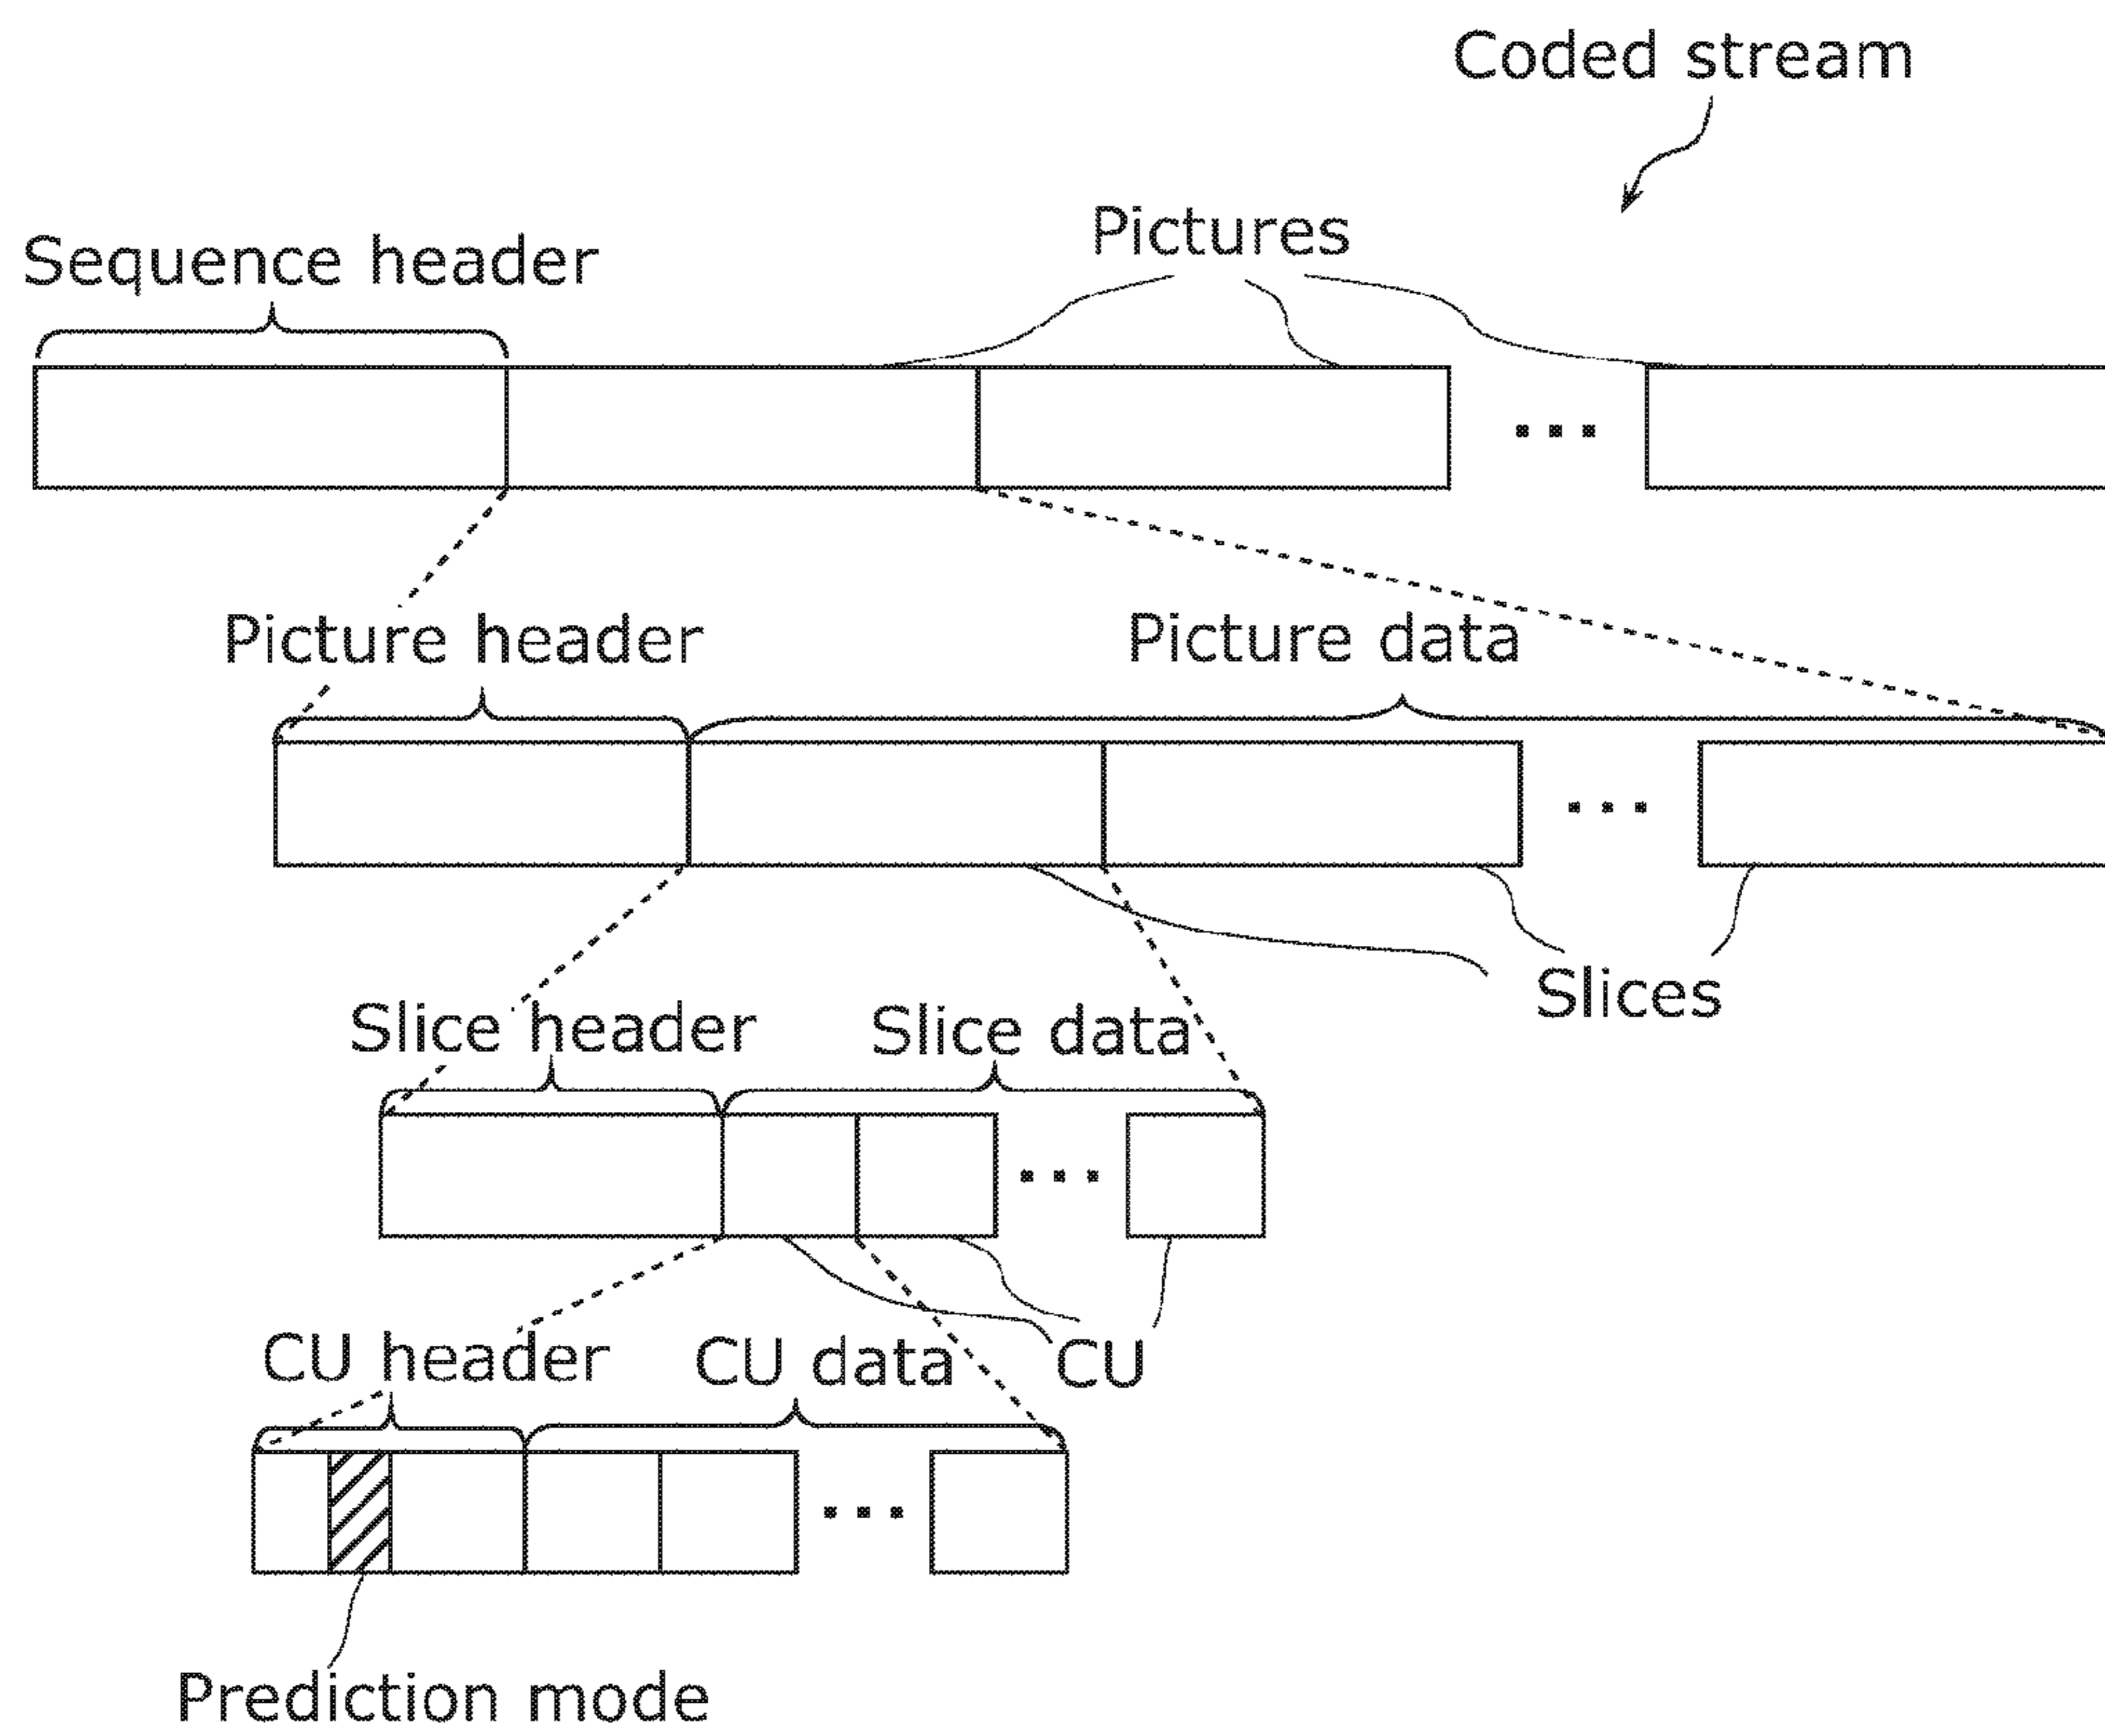 Coded stream
Pictures
Sequence header
...
Picture header
Picture data
...
Slices
Slice header
Slice data
...
CU header
CU data
CU
...
Prediction mode